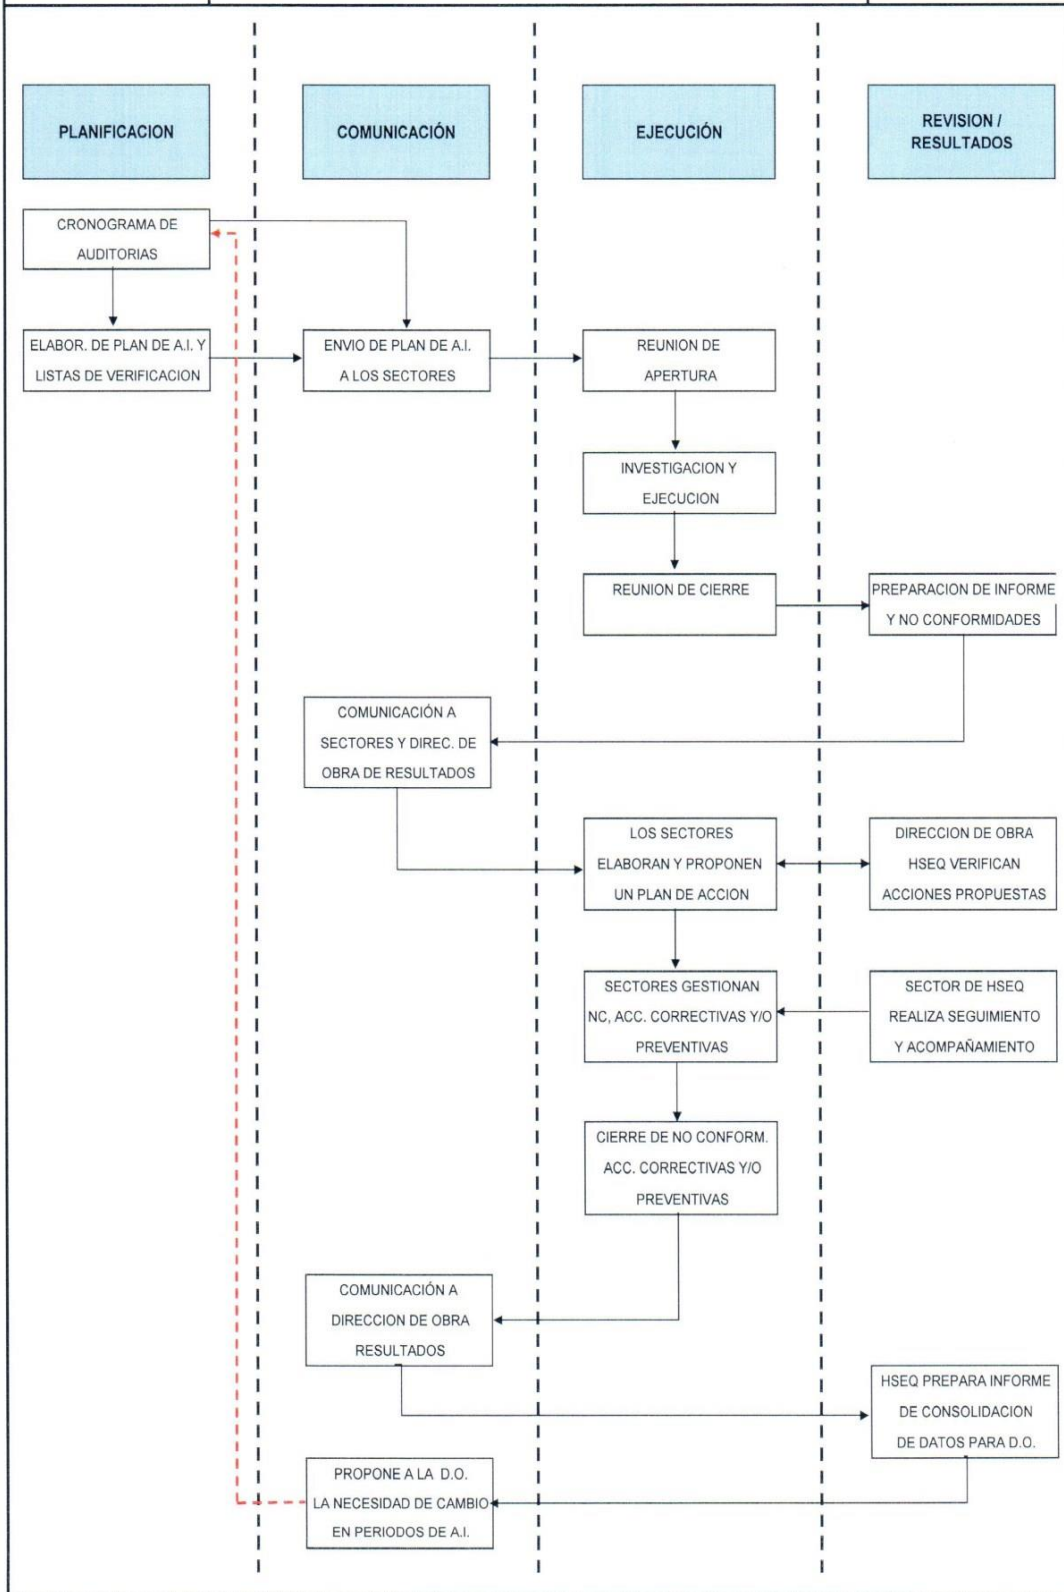 PLANIFICACION
COMUNICACIÓN
EJECUCIÓN
REVISION /
RESULTADOS
CRONOGRAMA DE
AUDITORIAS
ELABOR. DE PLAN DE A.I. Y
LISTAS DE VERIFICACION
ENVIO DE PLAN DE A.I.
A LOS SECTORES
REUNION DE
APERTURA
INVESTIGACION Y
EJECUCION
REUNION DE CIERRE
PREPARACION DE INFORME
Y NO CONFORMIDADES
COMUNICACIÓN A
SECTORES Y DIREC. DE
OBRA DE RESULTADOS
LOS SECTORES
ELABORAN Y PROPONEN
UN PLAN DE ACCION
DIRECCION DE OBRA
HSEQ VERIFICAN
ACCIONES PROPUESTAS
SECTORES GESTIONAN
NC, ACC. CORRECTIVAS Y/O
PREVENTIVAS
SECTOR DE HSEQ
REALIZA SEGUIMIENTO
Y ACOMPAÑAMIENTO
CIERRE DE NO CONFORM.
ACC. CORRECTIVAS Y/O
PREVENTIVAS
COMUNICACIÓN A
DIRECCION DE OBRA
RESULTADOS
HSEQ PREPARA INFORME
DE CONSOLIDACION
DE DATOS PARA D.O.
PROPONE A LA D.O.
LA NECESIDAD DE CAMBIO
EN PERIODOS DE A.I.